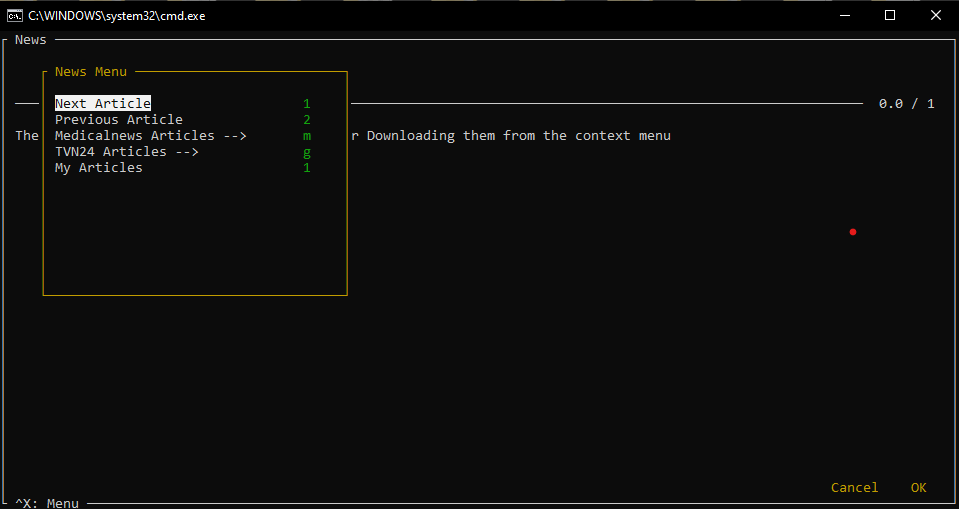 C:\WINDOWS\system32\cmd.exe
News
News Menu
Next Article 1
0.0 / 1
Previous Article 2
The
Medicalnews Articles --> m
r Downloading them from the context menu
TVN24 Articles --> g
My Articles 1
Cancel OK
^X: Menu